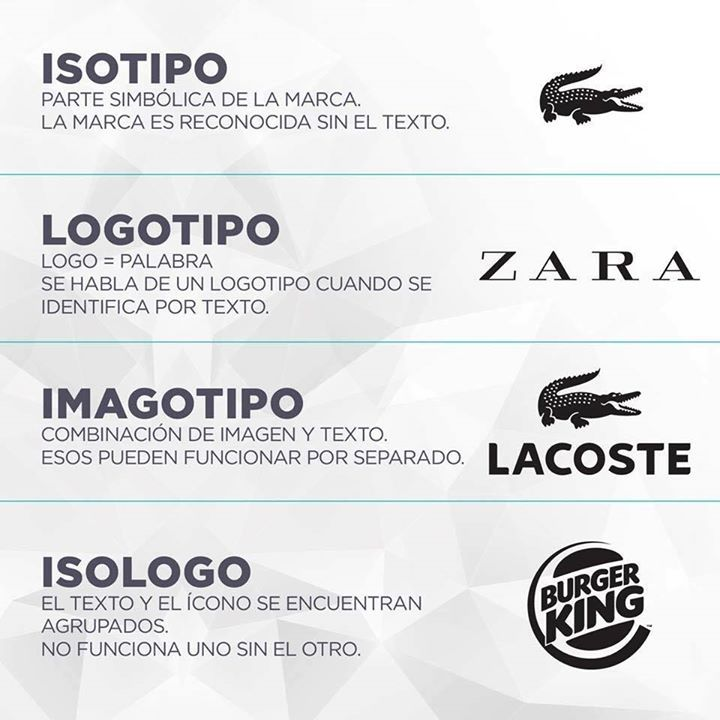 ISOTIPO
PARTE SIMBÓLICA DE LA MARCA.
LA MARCA ES RECONOCIDA SIN EL TEXTO.
LOGOTIPO
LOGO = PALABRA
SE HABLA DE UN LOGOTIPO CUANDO SE
IDENTIFICA POR TEXTO.
ZARA
IMAGOTIPO
COMBINACIÓN DE IMAGEN Y TEXTO.
ESOS PUEDEN FUNCIONAR POR SEPARADO.
LACOSTE
ISOLOGO
EL TEXTO Y EL ÍCONO SE ENCUENTRAN
AGRUPADOS.
NO FUNCIONA UNO SIN EL OTRO.
BURGER
KING
™